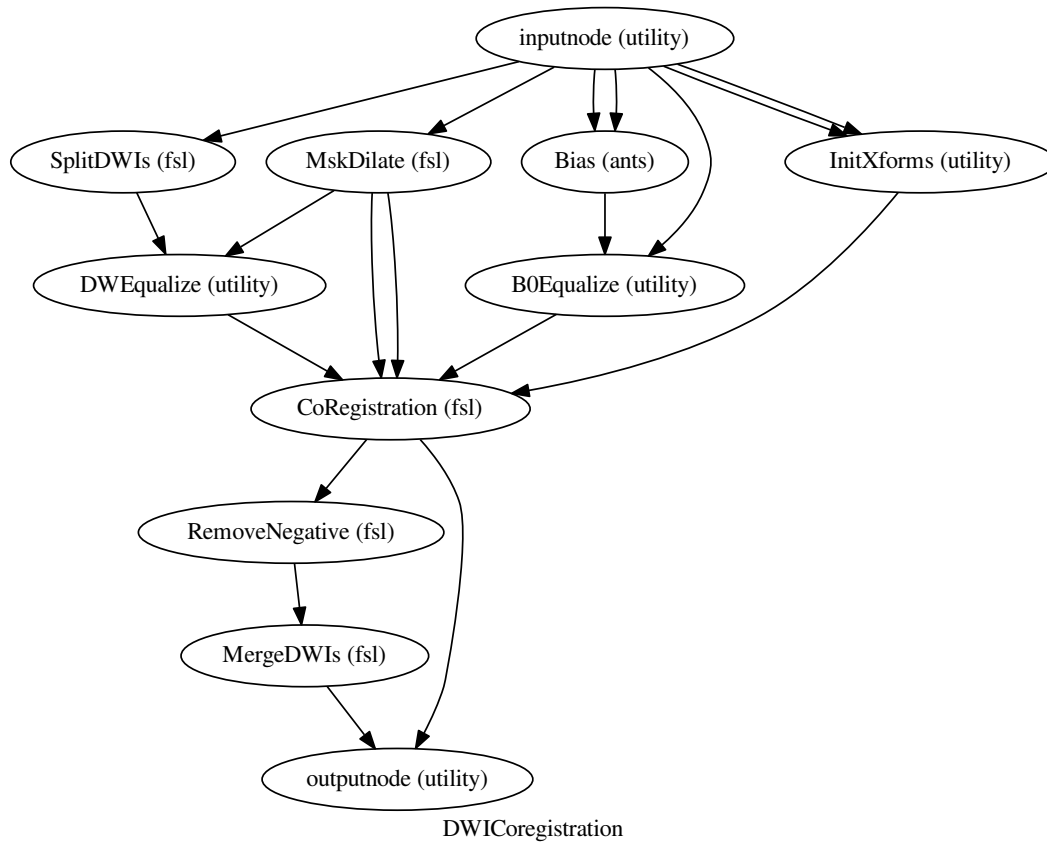 inputnode (utility)
SplitDWIs (fsl)
MskDilate (fsl)
Bias (ants)
InitXforms (utility)
DWEqualize (utility)
B0Equalize (utility)
CoRegistration (fsl)
RemoveNegative (fsl)
MergeDWIs (fsl)
outputnode (utility)
DWICoregistration